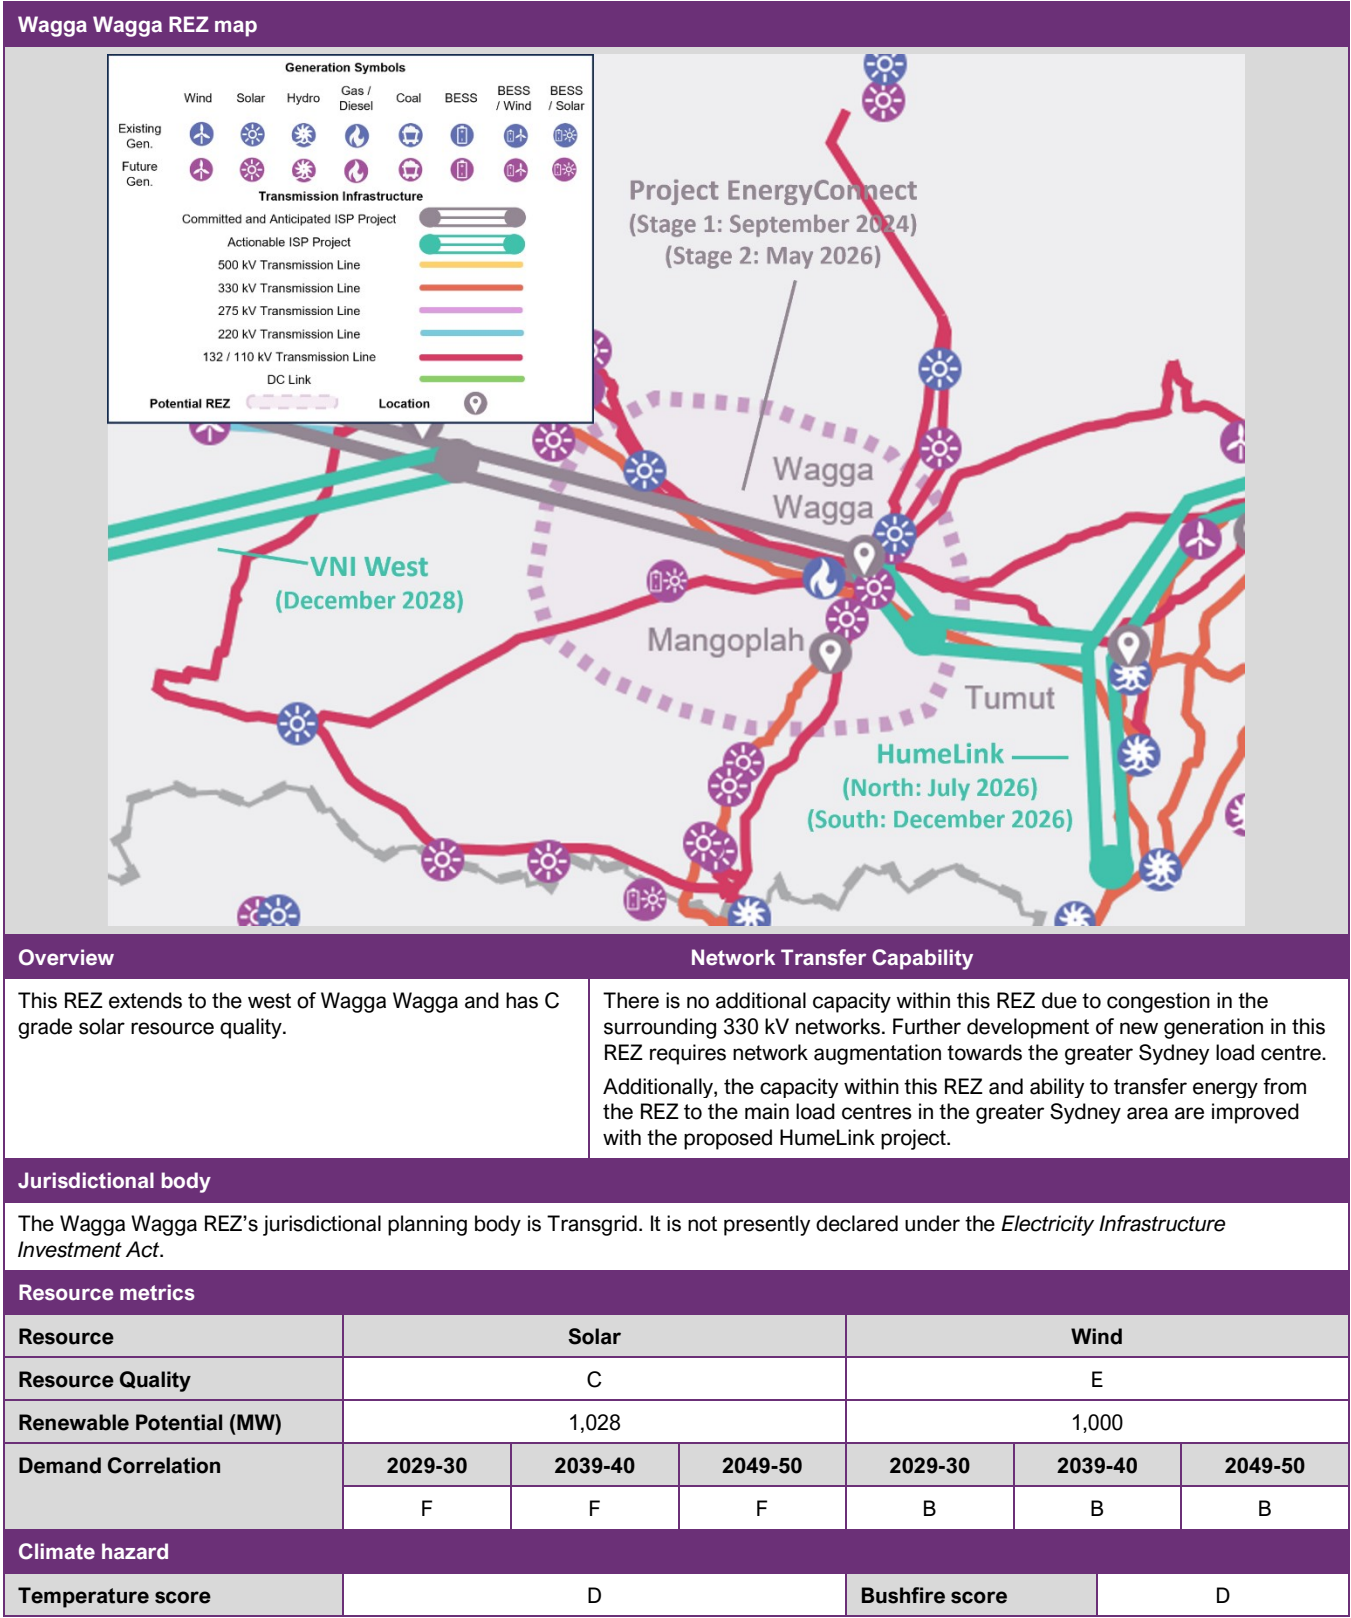 Wagga Wagga REZ map
Generation Symbols
Wind Solar Hydro Gas / Diesel Coal BESS BESS / Wind BESS / Solar
Existing Gen.
Future Gen.
Transmission Infrastructure
Committed and Anticipated ISP Project
Actionable ISP Project
500 kV Transmission Line
330 kV Transmission Line
275 kV Transmission Line
220 kV Transmission Line
132 / 110 kV Transmission Line
DC Link
Potential REZ Location
Project EnergyConnect
(Stage 1: September 2024)
(Stage 2: May 2026)
Wagga
Wagga
VNI West
(December 2028)
Mangoplah
Tumut
HumeLink
(North: July 2026)
(South: December 2026)
Overview Network Transfer Capability
This REZ extends to the west of Wagga Wagga and has C
grade solar resource quality.
There is no additional capacity within this REZ due to congestion in the
surrounding 330 kV networks. Further development of new generation in this
REZ requires network augmentation towards the greater Sydney load centre.
Additionally, the capacity within this REZ and ability to transfer energy from
the REZ to the main load centres in the greater Sydney area are improved
with the proposed HumeLink project.
Jurisdictional body
The Wagga Wagga REZ’s jurisdictional planning body is Transgrid. It is not presently declared under the Electricity Infrastructure
Investment Act.
Resource metrics
Resource Solar Wind
Resource Quality C E
Renewable Potential (MW) 1,028 1,000
Demand Correlation 2029-30 2039-40 2049-50 2029-30 2039-40 2049-50
F F F B B B
Climate hazard
Temperature score D Bushfire score D